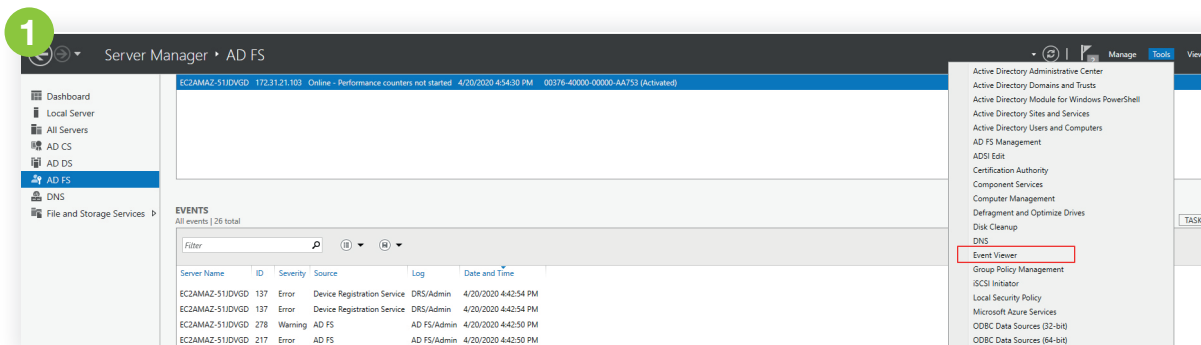 1
Server Manager ‣ AD FS
Manage Tools View
EC2AMAZ-51JDVGD 172.31.21.103 Online - Performance counters not started 4/20/2020 4:54:30 PM 00376-40000-00000-AA753 (Activated)
Dashboard
Local Server
All Servers
AD CS
AD DS
AD FS
DNS
File and Storage Services
EVENTS
All events | 26 total
TASK
Filter
Server Name ID Severity Source Log Date and Time
EC2AMAZ-51JDVGD 137 Error Device Registration Service DRS/Admin 4/20/2020 4:42:54 PM
EC2AMAZ-51JDVGD 137 Error Device Registration Service DRS/Admin 4/20/2020 4:42:54 PM
EC2AMAZ-51JDVGD 278 Warning AD FS AD FS/Admin 4/20/2020 4:42:50 PM
EC2AMAZ-51JDVGD 217 Error AD FS AD FS/Admin 4/20/2020 4:42:50 PM
Active Directory Administrative Center
Active Directory Domains and Trusts
Active Directory Module for Windows PowerShell
Active Directory Sites and Services
Active Directory Users and Computers
AD FS Management
ADSI Edit
Certification Authority
Component Services
Computer Management
Defragment and Optimize Drives
Disk Cleanup
DNS
Event Viewer
Group Policy Management
iSCSI Initiator
Local Security Policy
Microsoft Azure Services
ODBC Data Sources (32-bit)
ODBC Data Sources (64-bit)